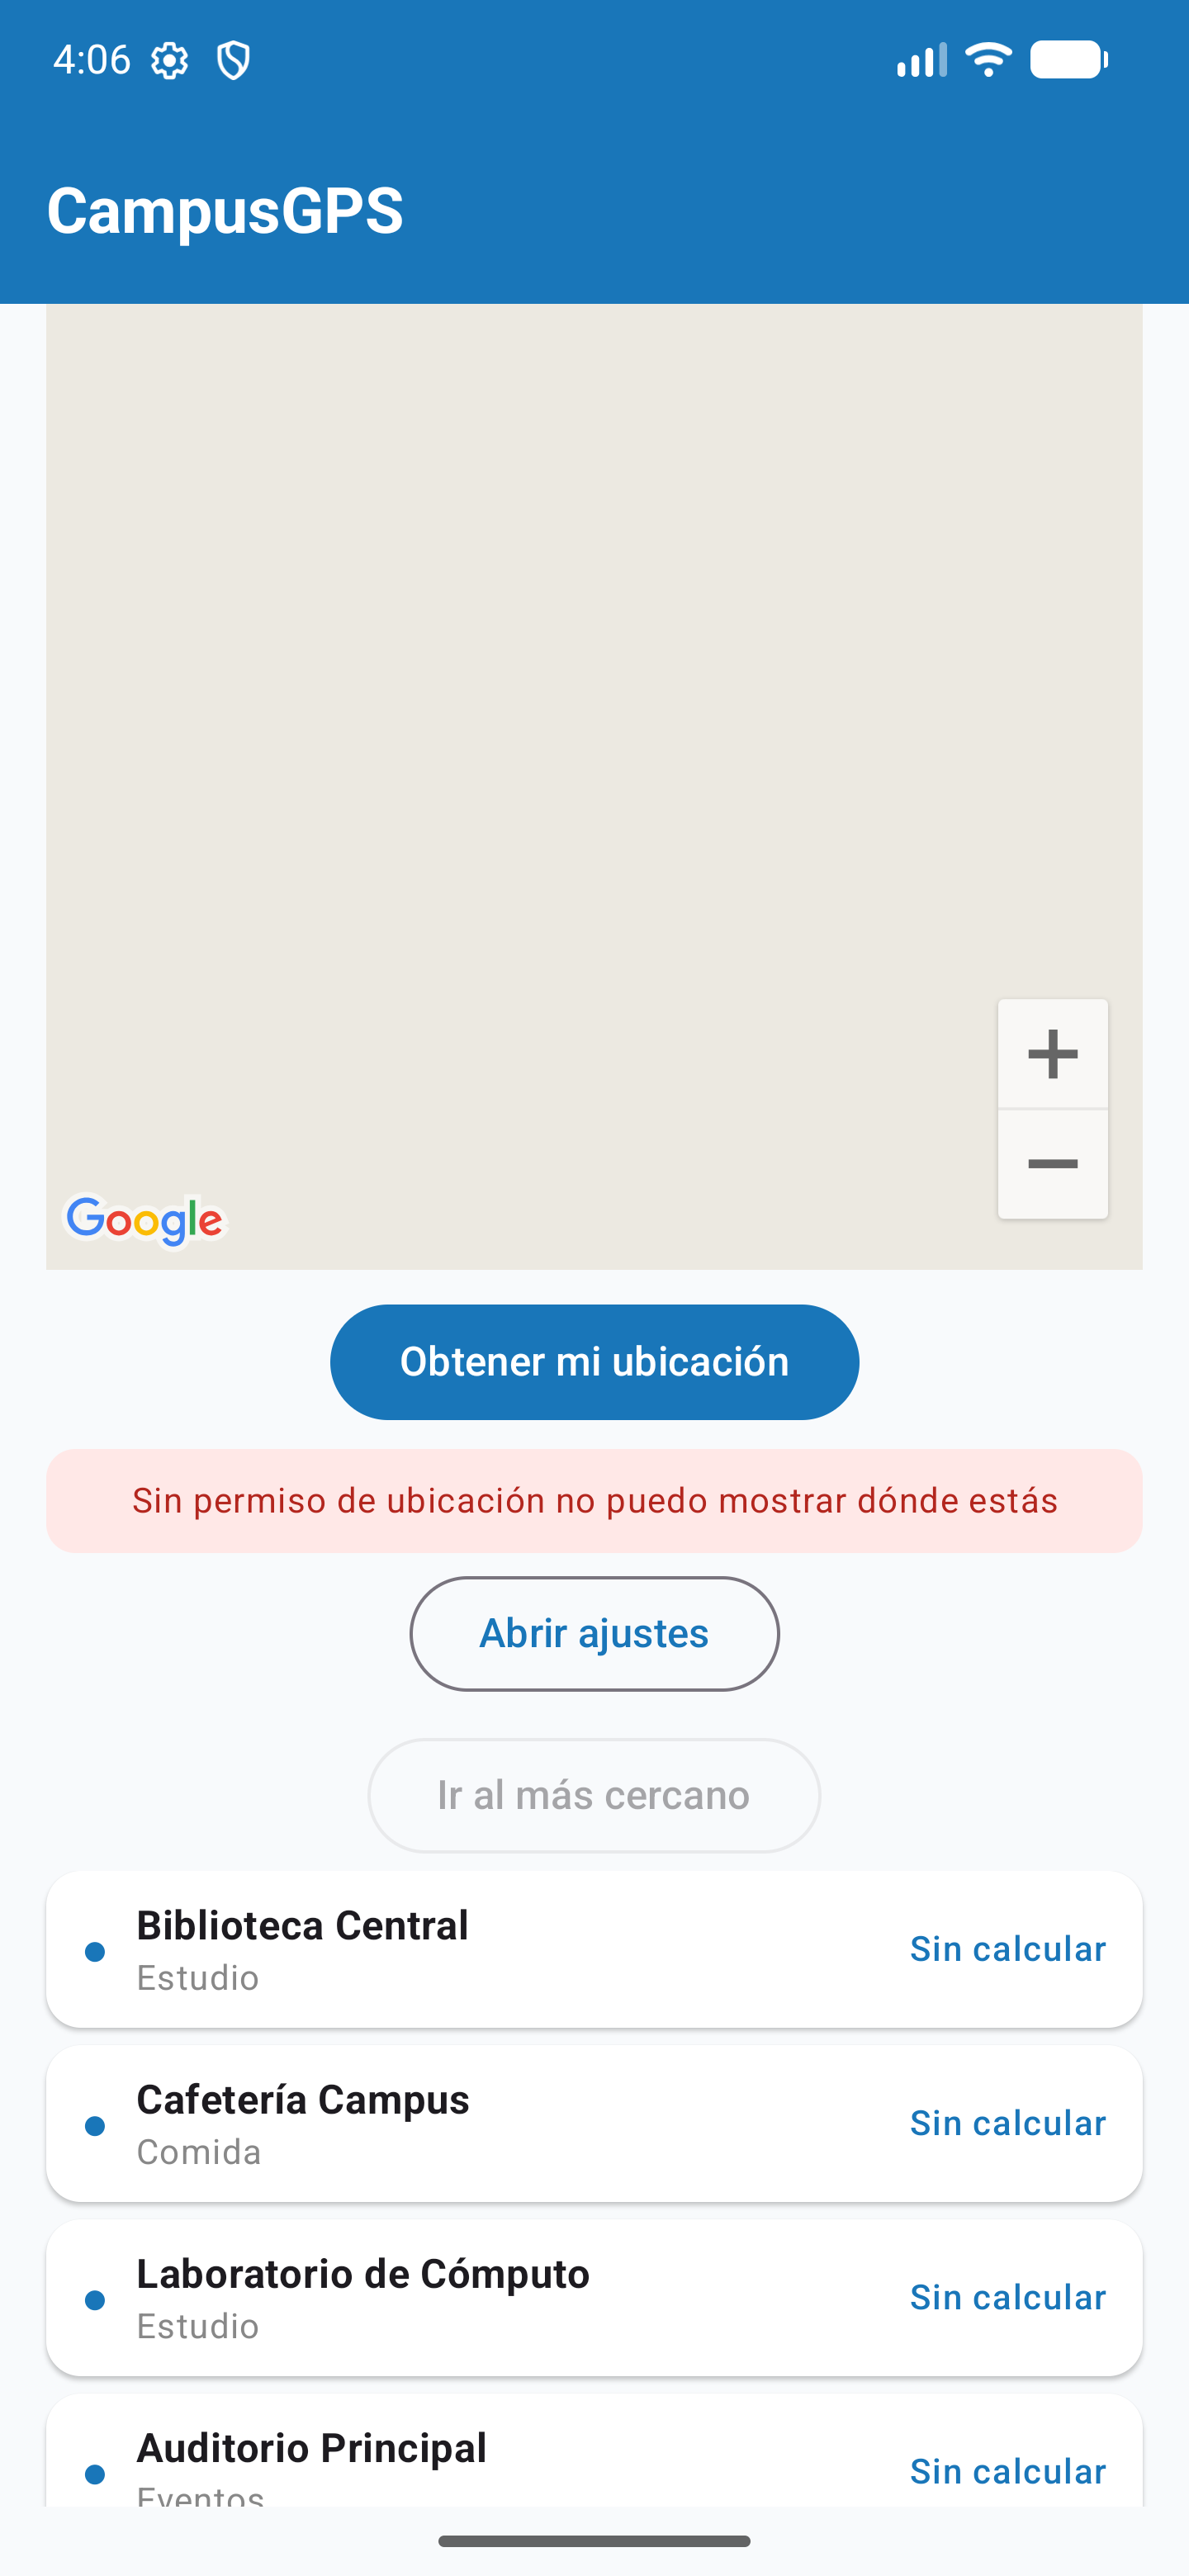 4:06
CampusGPS
Google
Obtener mi ubicación
Sin permiso de ubicación no puedo mostrar dónde estás
Abrir ajustes
Ir al más cercano
Biblioteca Central
Estudio
Sin calcular
Cafetería Campus
Comida
Sin calcular
Laboratorio de Cómputo
Estudio
Sin calcular
Auditorio Principal
Eventos
Sin calcular